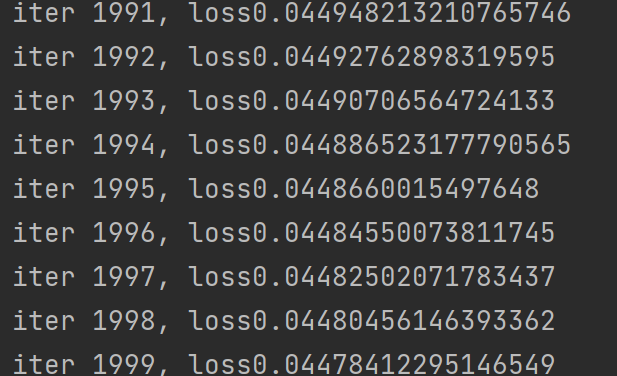 iter 1991, loss0.044948213210765746
iter 1992, loss0.04492762898319595
iter 1993, loss0.04490706564724133
iter 1994, loss0.044886523177790565
iter 1995, loss0.0448660015497648
iter 1996, loss0.04484550073811745
iter 1997, loss0.04482502071783437
iter 1998, loss0.04480456146393362
iter 1999, loss0.04478412295146549